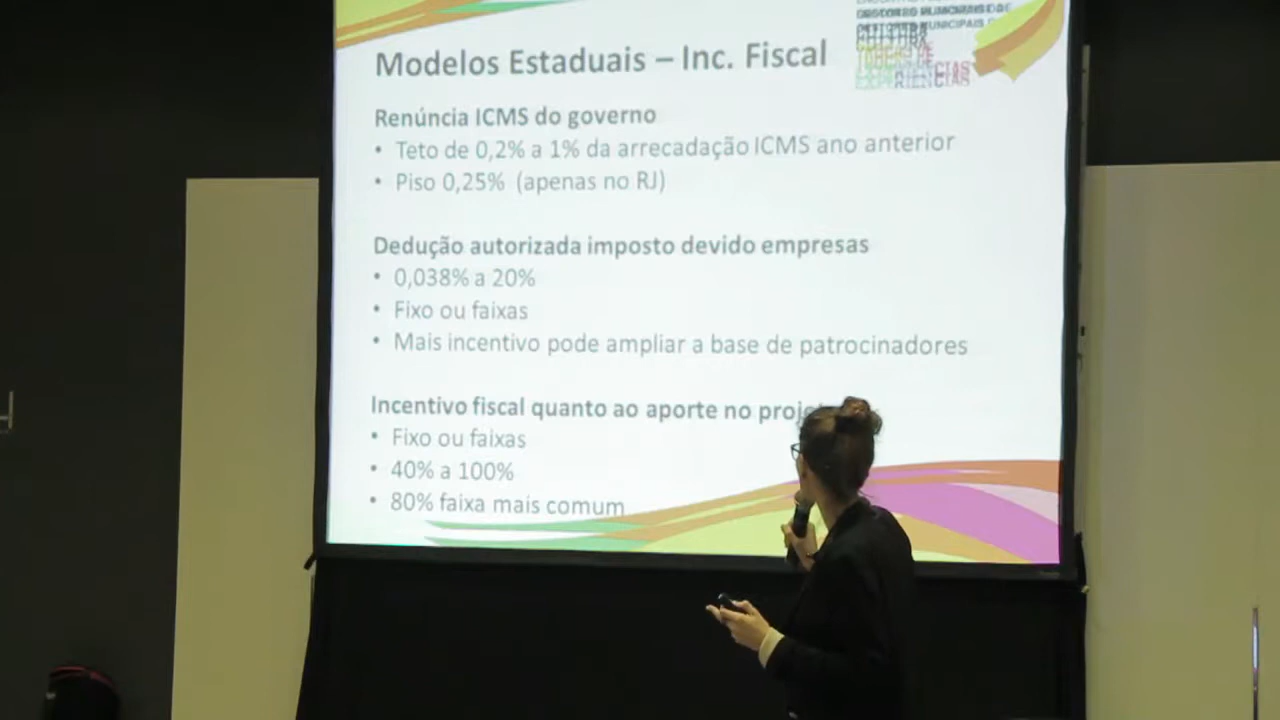 Modelos Estaduais – Inc. Fiscal
Renúncia ICMS do governo
• Teto de 0,2% a 1% da arrecadação ICMS ano anterior
• Piso 0,25% (apenas no RJ)
Dedução autorizada imposto devido empresas
• 0,038% a 20%
• Fixo ou faixas
• Mais incentivo pode ampliar a base de patrocinadores
Incentivo fiscal quanto ao aporte no
• Fixo ou faixas
• 40% a 100%
• 80% faixa mais comum